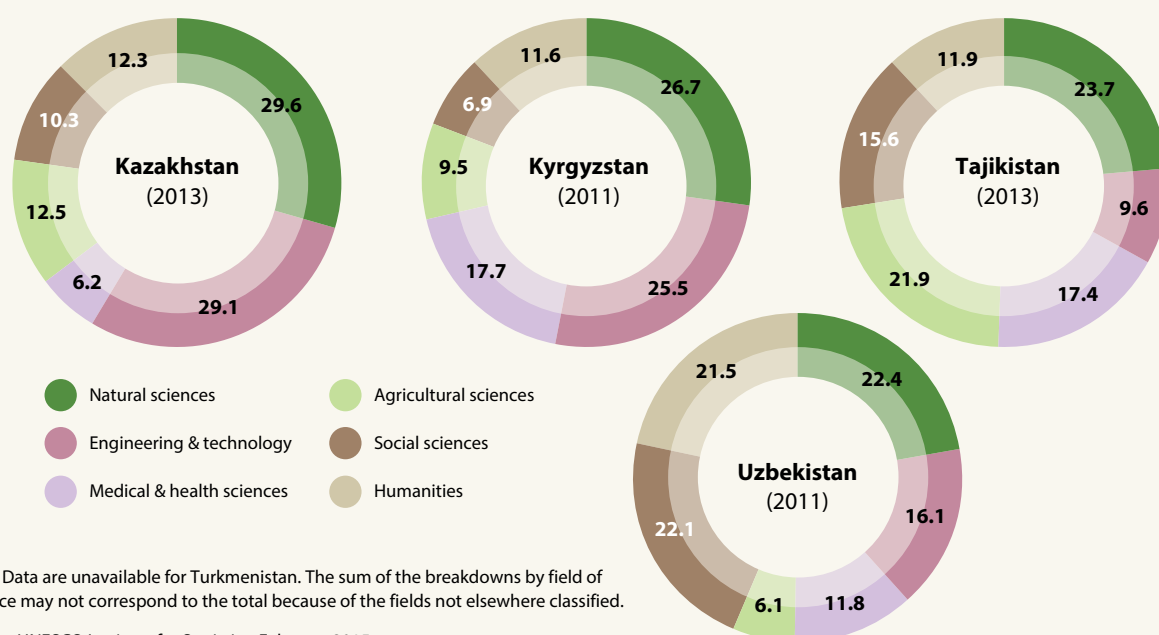 12.3
29.6
10.3
Kazakhstan
(2013)
12.5
6.2
29.1
11.6
26.7
6.9
9.5
Kyrgyzstan
(2011)
17.7
25.5
11.9
23.7
15.6
Tajikistan
(2013)
9.6
21.9
17.4
Natural sciences
Engineering & technology
Medical & health sciences
Agricultural sciences
Social sciences
Humanities
21.5
22.4
Uzbekistan
(2011)
16.1
22.1
6.1
11.8
Data are unavailable for Turkmenistan. The sum of the breakdowns by field of
may not correspond to the total because of the fields not elsewhere classified.